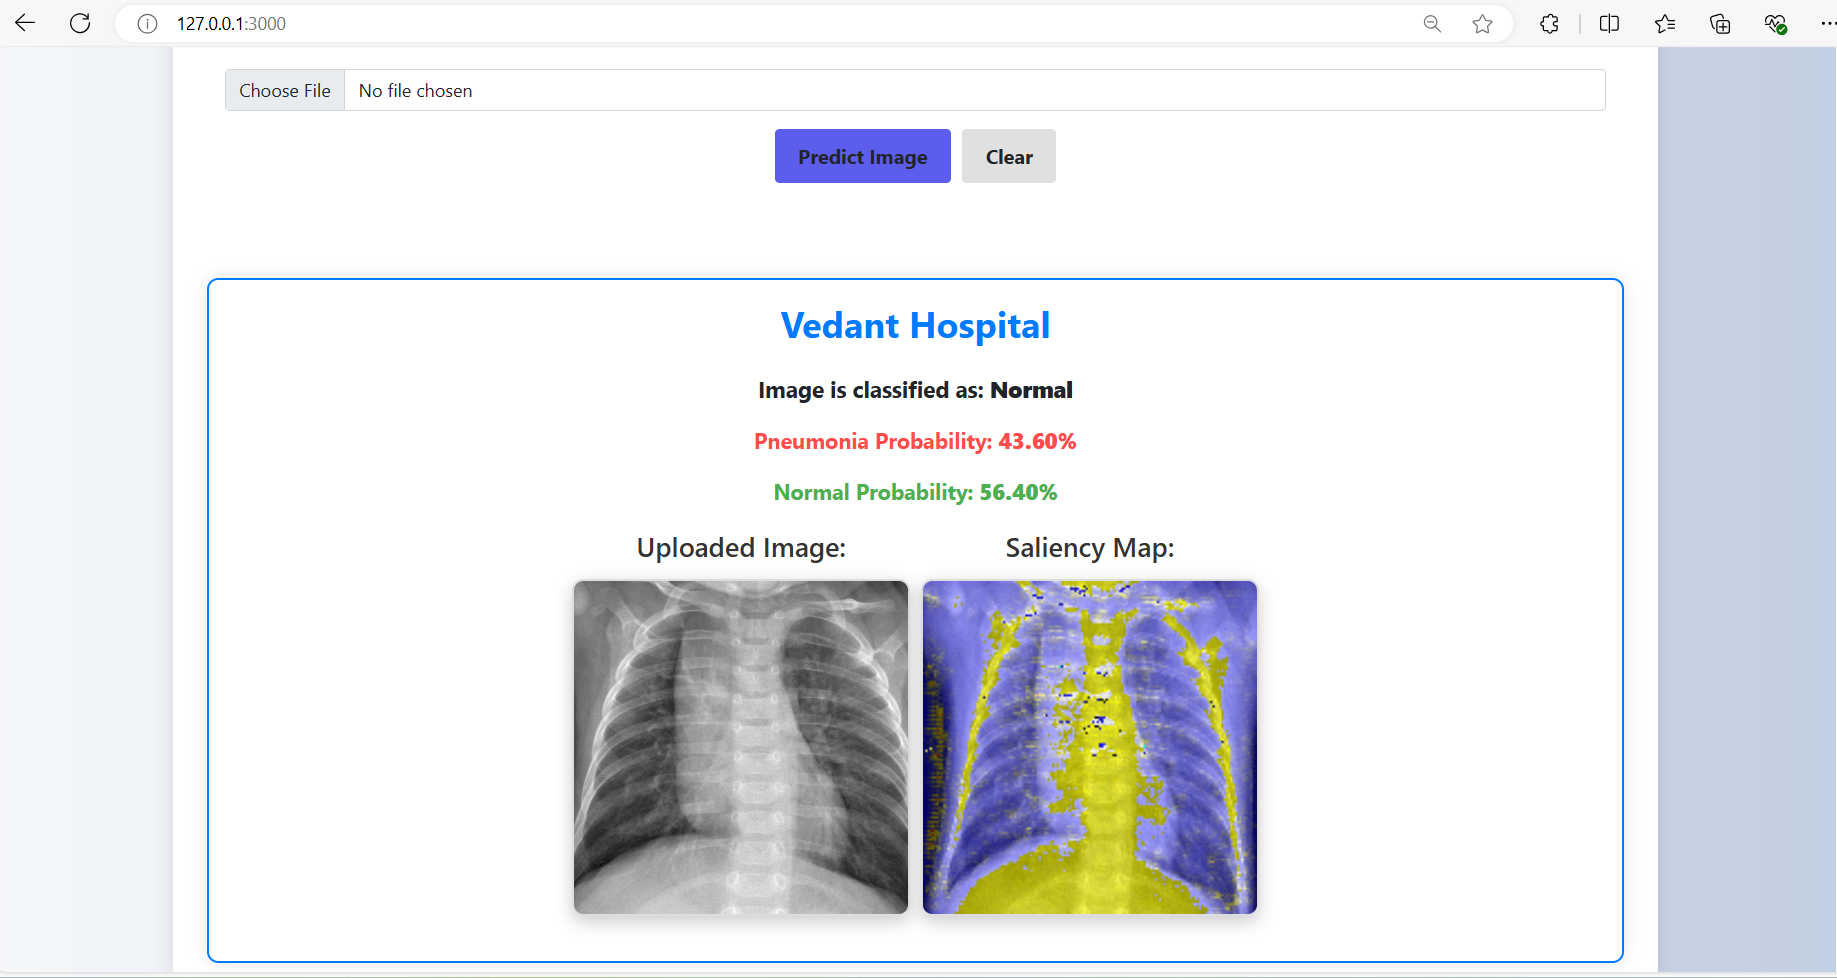 127.0.0.1:3000
Choose File No file chosen
Predict Image Clear
Vedant Hospital
Image is classified as: Normal
Pneumonia Probability: 43.60%
Normal Probability: 56.40%
Uploaded Image: Saliency Map: